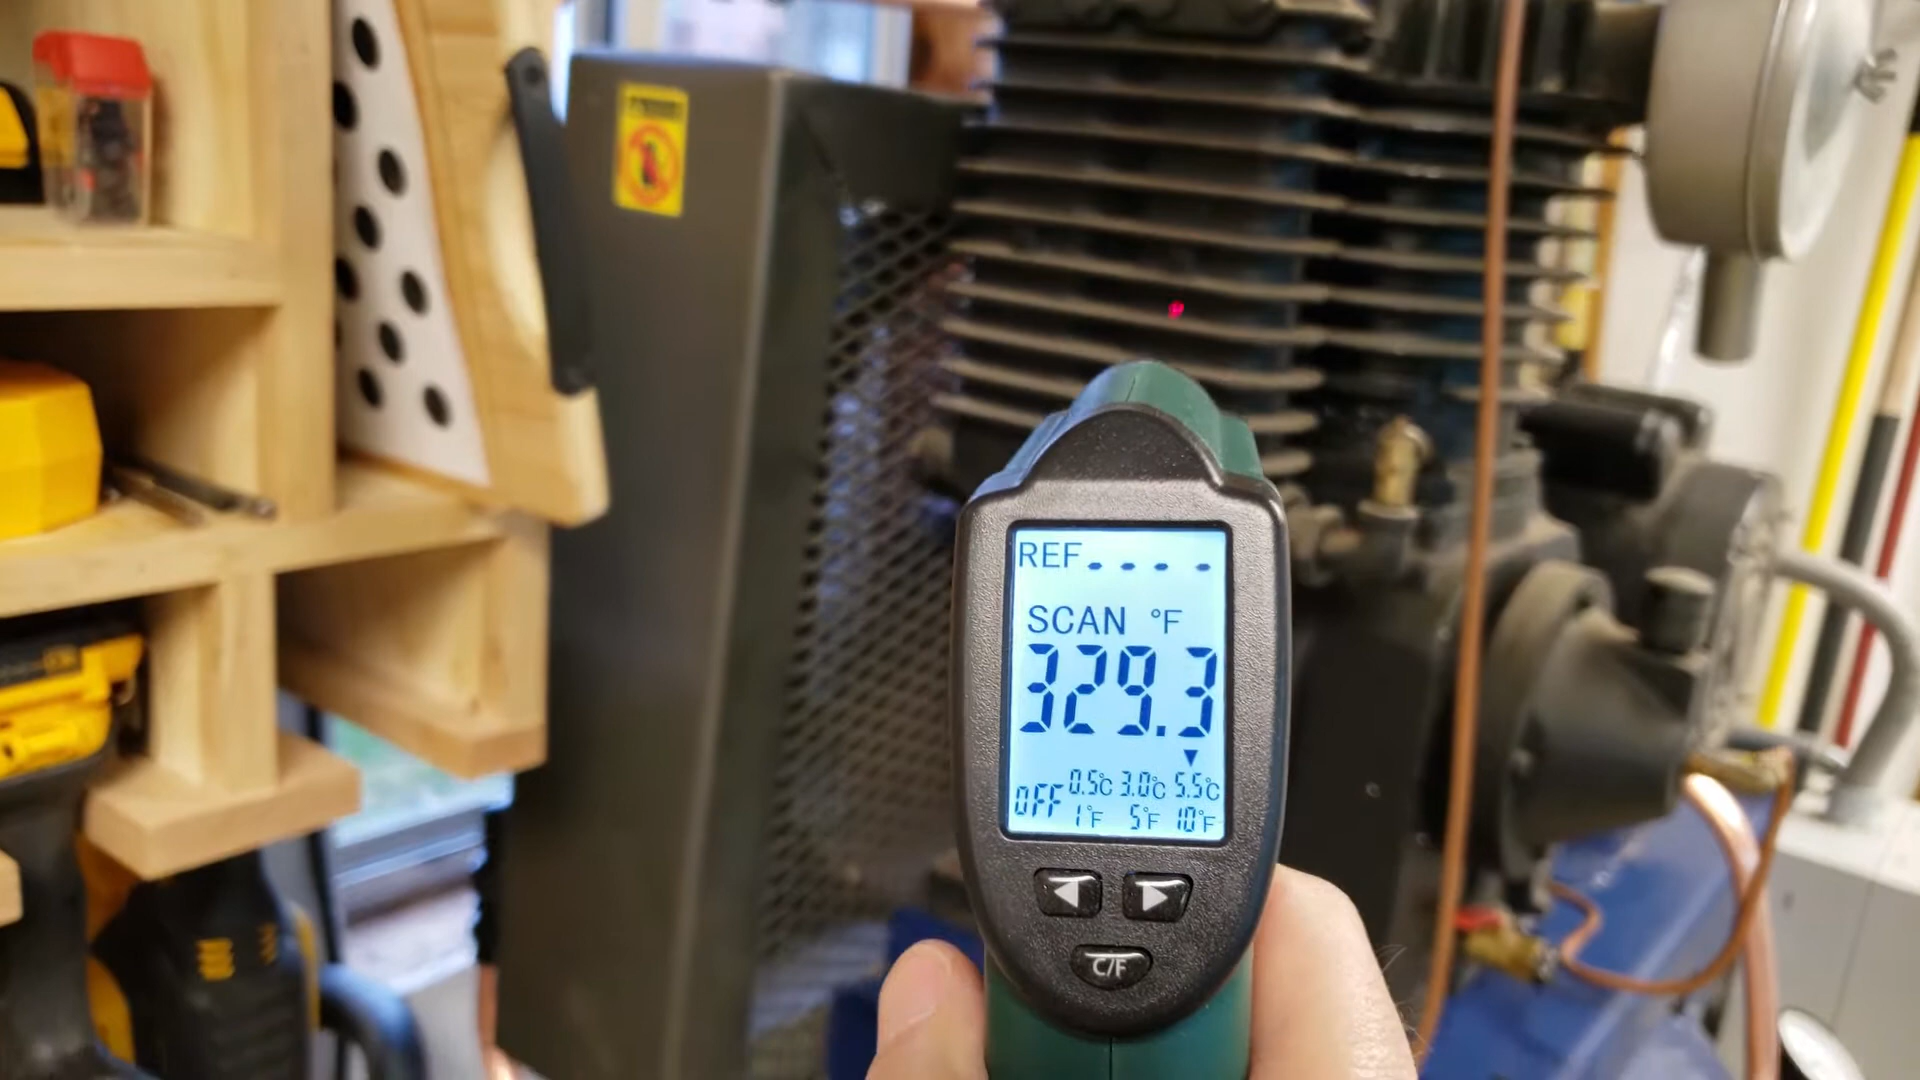 REF----
SCAN °F
329.3
▼
OFF 0.5°C 3.0°C 5.5°C
1°F 5°F 10°F
C/F